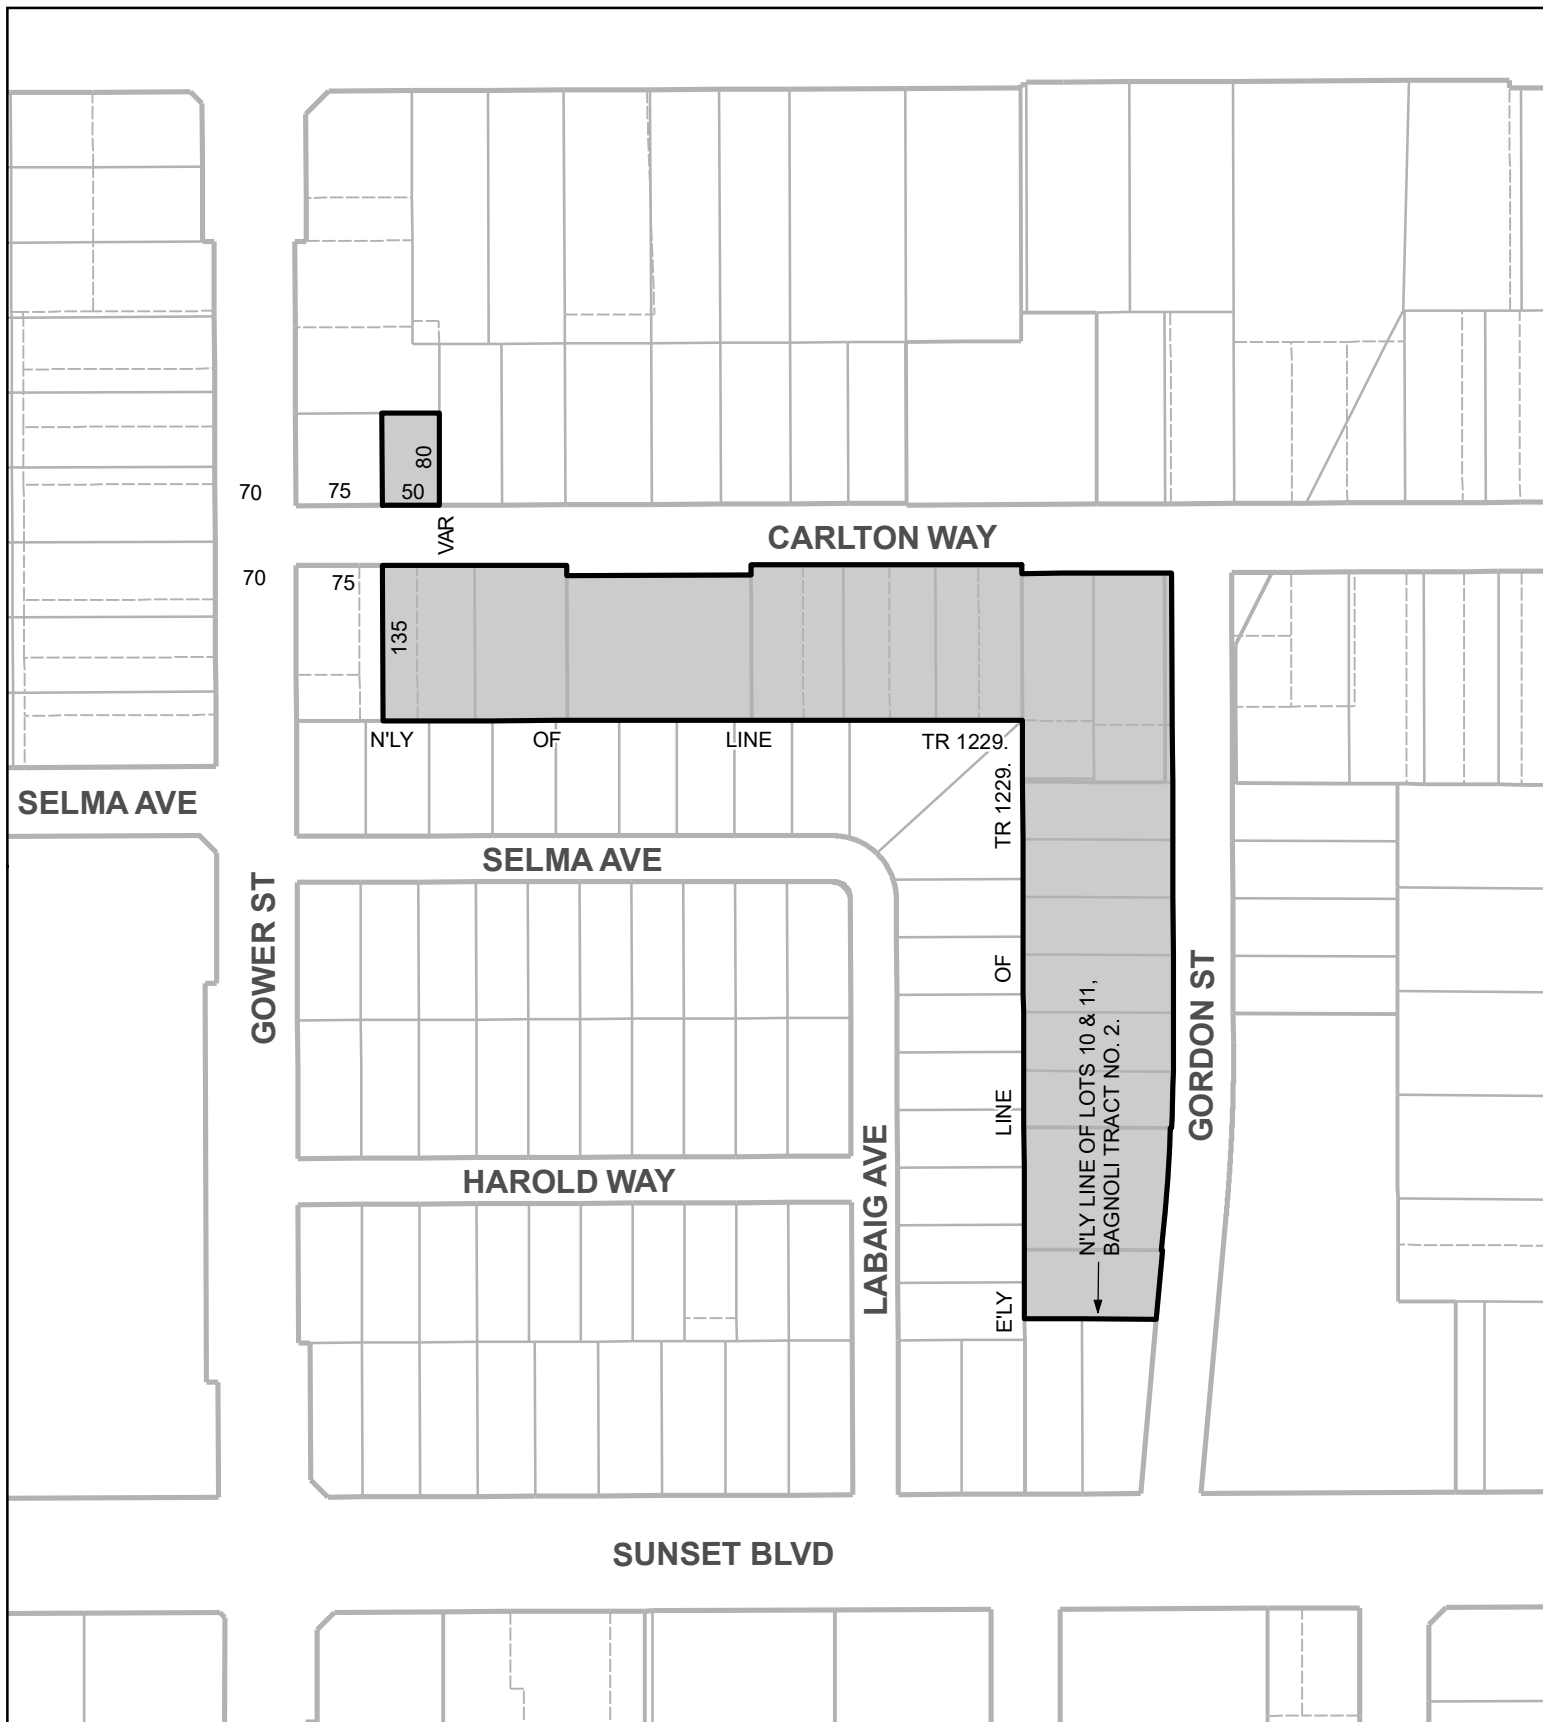 80
70
75
50
VAR
CARLTON WAY
70
75
135
N'LY OF LINE TR 1229.
TR 1229.
OF
LINE
E'LY
SELMA AVE
SELMA AVE
GOWER ST
N'LY LINE OF LOTS 10 & 11,
BAGNOLI TRACT NO. 2.
GORDON ST
LABAIG AVE
HAROLD WAY
SUNSET BLVD